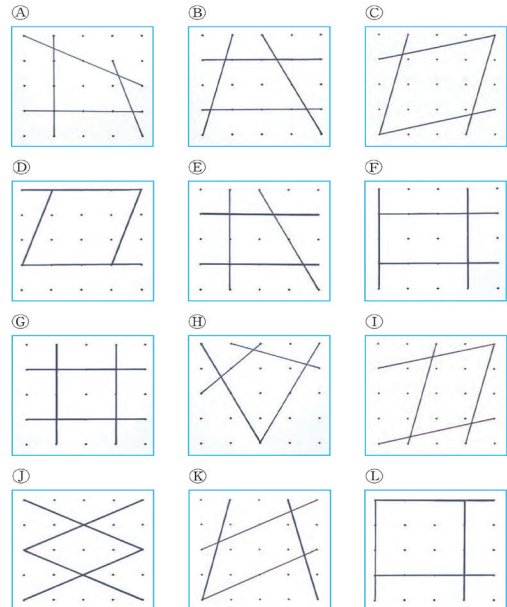 Ⓐ Ⓑ Ⓒ
Ⓓ Ⓔ Ⓕ
Ⓖ Ⓗ Ⓘ
Ⓙ Ⓚ Ⓛ